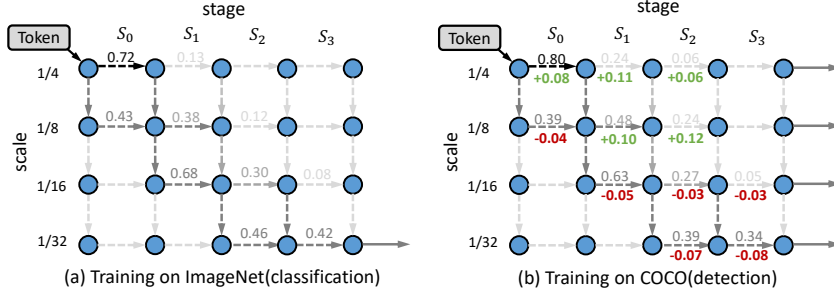 stage
Token S₀ S₁ S₂ S₃
0.72 0.13
1/4
0.43 0.38 0.12
1/8
scale
0.68 0.30 0.08
1/16
0.46 0.42
1/32
(a) Training on ImageNet(classification)
stage
Token S₀ S₁ S₂ S₃
0.80 0.24 0.06
1/4
+0.08 +0.11 +0.06
0.39 0.48 0.24
1/8
-0.04 +0.10 +0.12
scale
0.63 0.27 0.05
1/16
-0.05 -0.03 -0.03
0.39 0.34
1/32
-0.07 -0.08
(b) Training on COCO(detection)